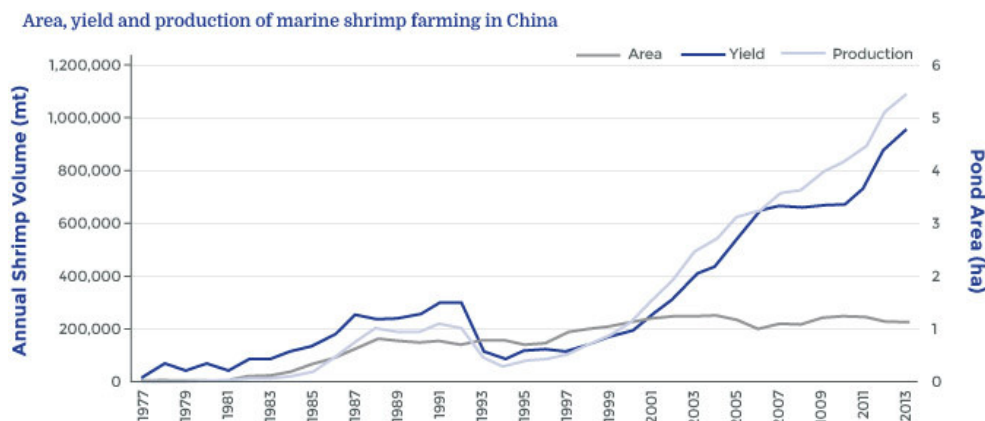 Area, yield and production of marine shrimp farming in China
Area Yield Production
Annual Shrimp Volume (mt)
1,200,000
1,000,000
800,000
600,000
400,000
200,000
0
6
5
4
3
2
1
0
Pond Area (ha)
1977 1979 1981 1983 1985 1987 1989 1991 1993 1995 1997 1999 2001 2003 2005 2007 2009 2011 2013